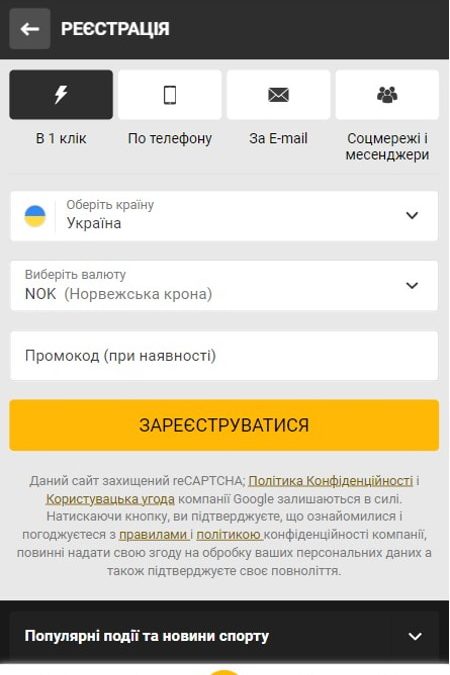 РЕЄСТРАЦІЯ
В 1 клік
По телефону
За E-mail
Соцмережі і
месенджери
Оберіть країну
Україна
Виберіть валюту
NOK (Норвежська крона)
Промокод (при наявності)
ЗАРЕЄСТРУВАТИСЯ
Даний сайт захищений reCAPTCHA; Політика Конфіденційності і
Користувацька угода компанії Google залишаються в силі.
Натискаючи кнопку, ви підтверджуєте, що ознайомилися і
погоджуєтеся з правилами і політикою конфіденційності компанії,
повинні надати свою згоду на обробку ваших персональних даних а
також підтверджуєте своє повноліття.
Популярні події та новини спорту